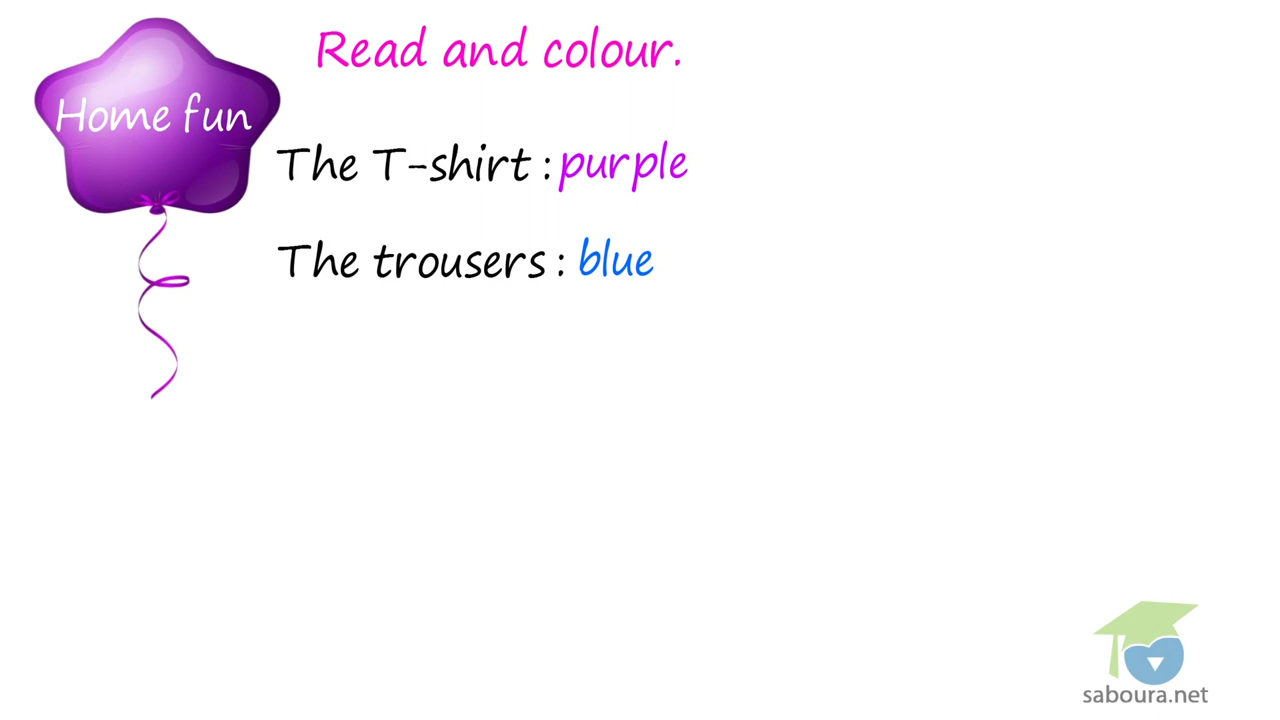 Read and colour.
Home fun
The T-shirt : purple
The trousers : blue
saboura.net